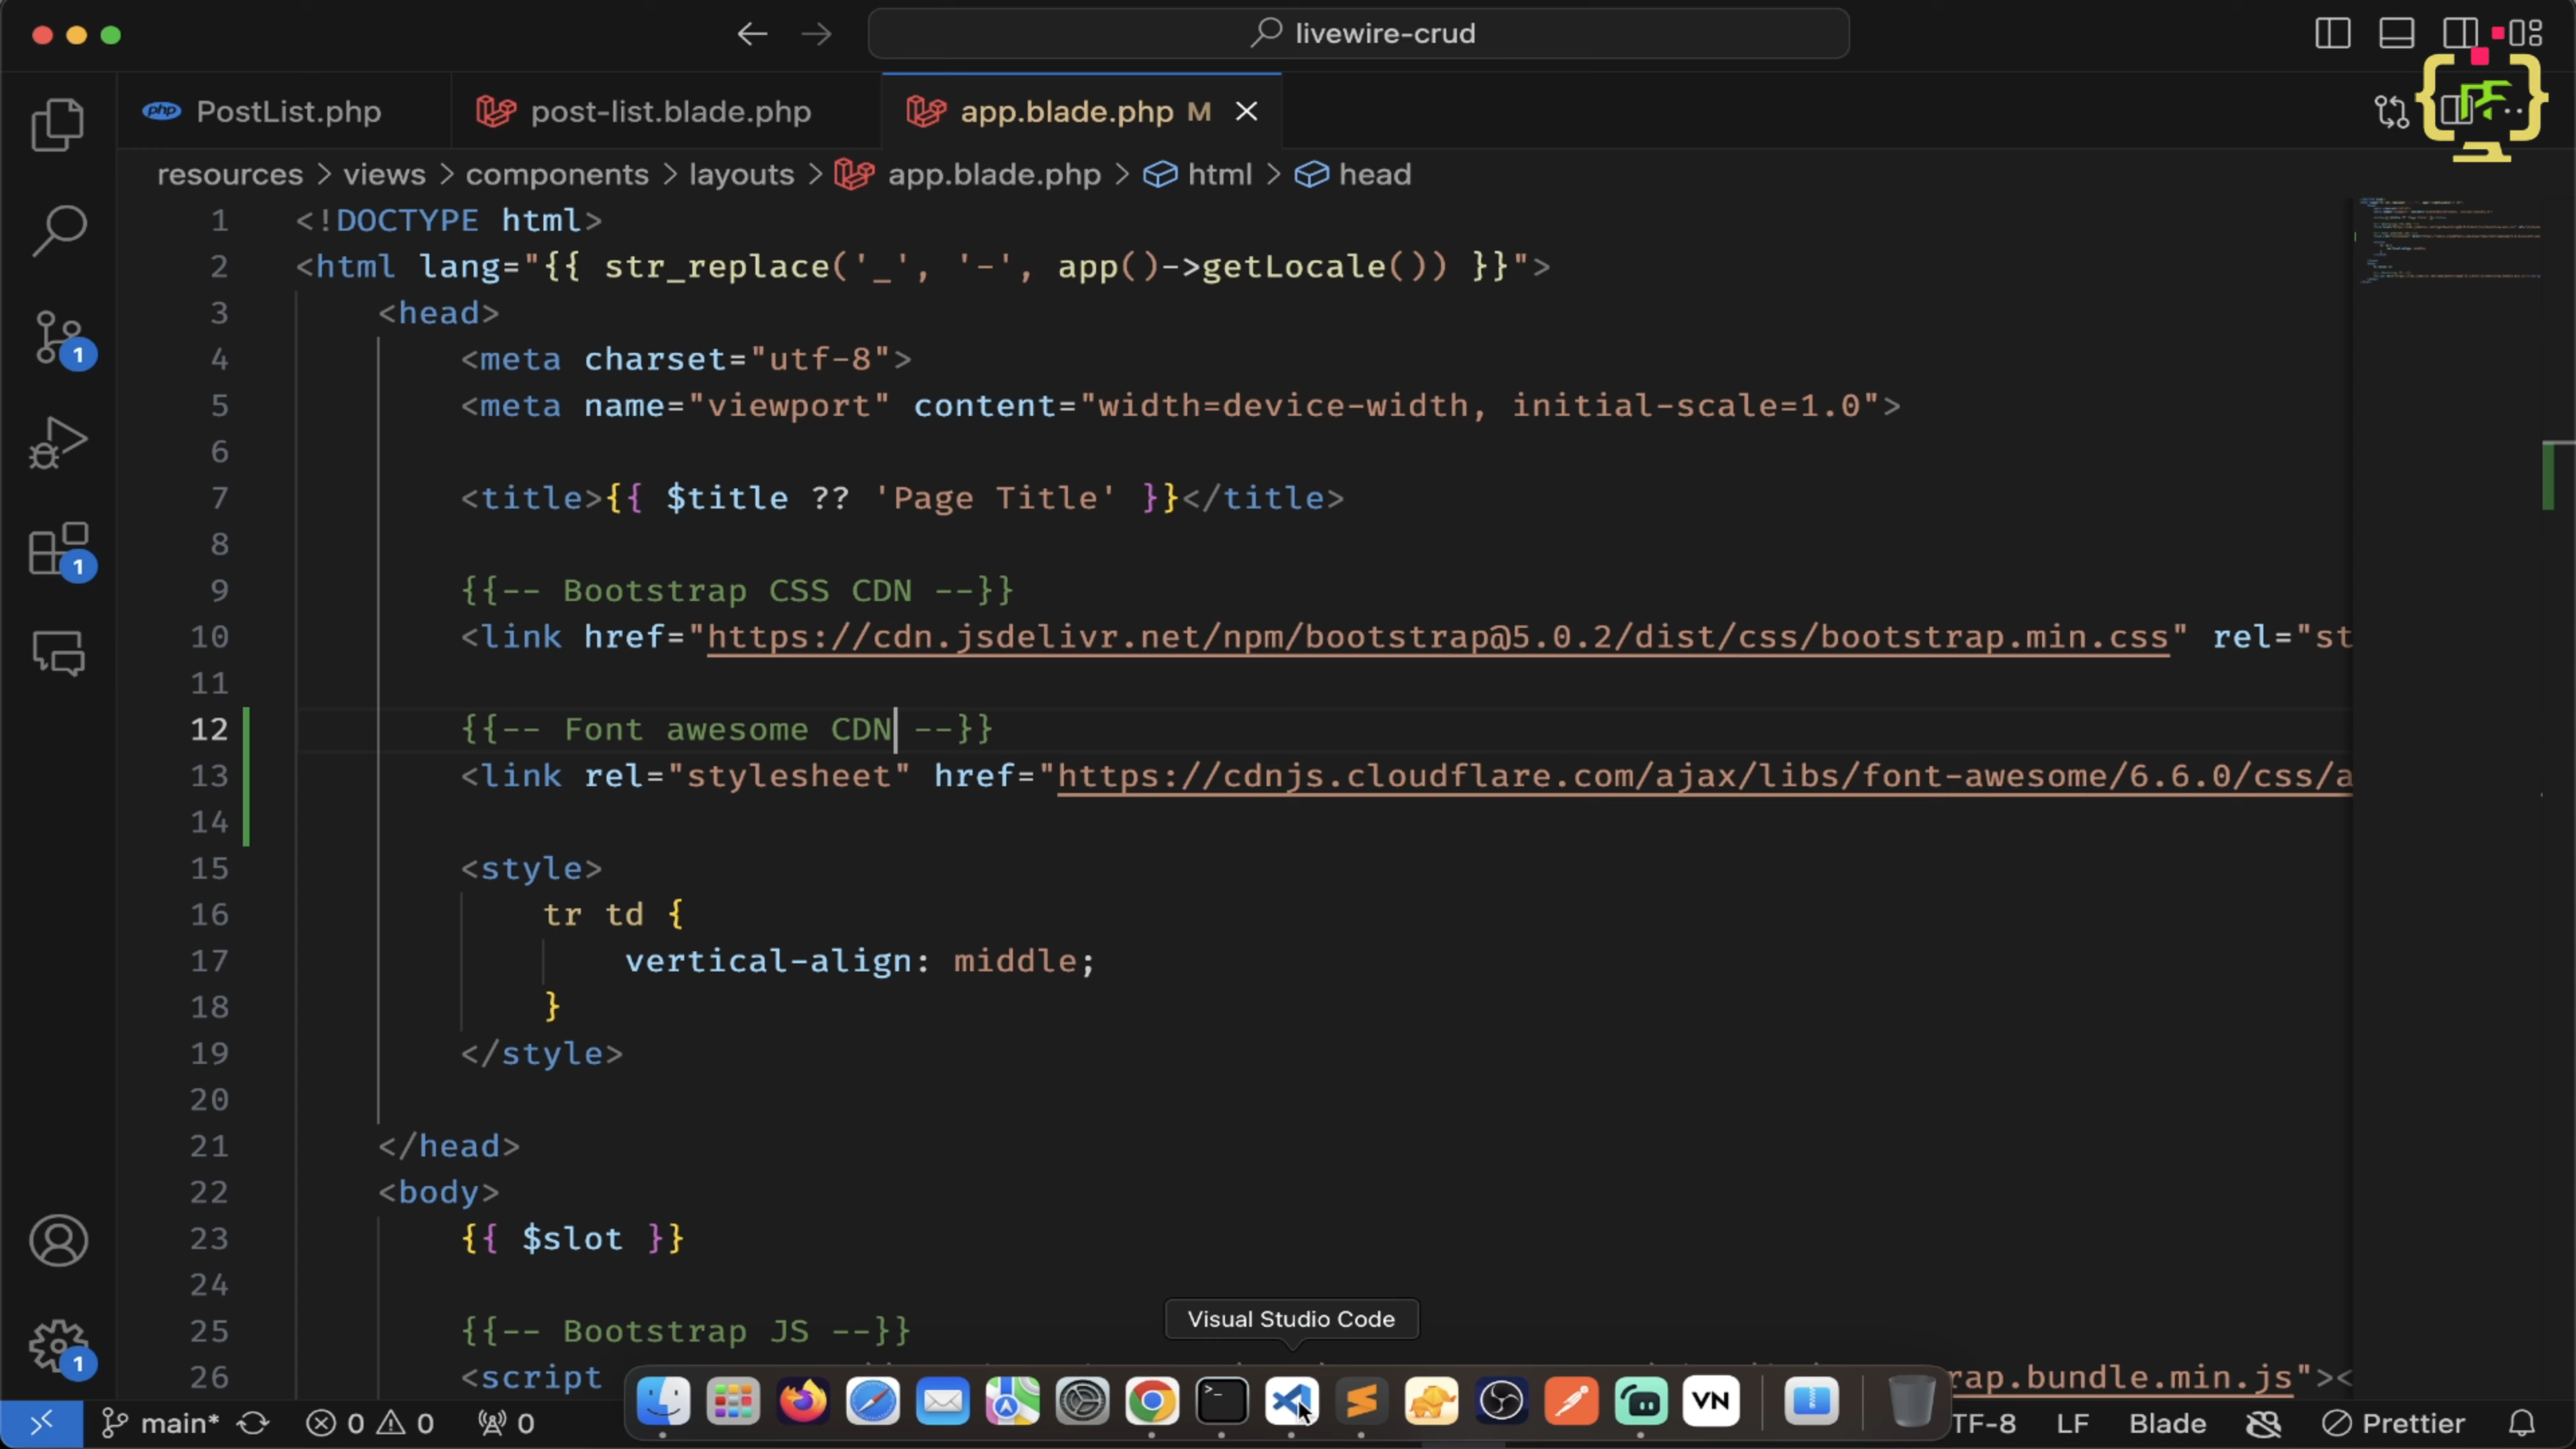 livewire-crud
PostList.php
post-list.blade.php
app.blade.php M
resources > views > components > layouts > app.blade.php > html > head
1 <!DOCTYPE html>
2 <html lang="{{ str_replace('_', '-', app()->getLocale()) }}">
3 <head>
4 <meta charset="utf-8">
5 <meta name="viewport" content="width=device-width, initial-scale=1.0">
6
7 <title>{{ $title ?? 'Page Title' }}</title>
8
9 {{-- Bootstrap CSS CDN --}}
10 <link href="https://cdn.jsdelivr.net/npm/bootstrap@5.0.2/dist/css/bootstrap.min.css" rel="st
11
12 {{-- Font awesome CDN --}}
13 <link rel="stylesheet" href="https://cdnjs.cloudflare.com/ajax/libs/font-awesome/6.6.0/css/a
14
15 <style>
16 tr td {
17 vertical-align: middle;
18 }
19 </style>
20
21 </head>
22 <body>
23 {{ $slot }}
24
25 {{-- Bootstrap JS --}}
26 <script rap.bundle.min.js"><
1
1
1
Visual Studio Code
VN
main* 0 0 0 TF-8 LF Blade Prettier